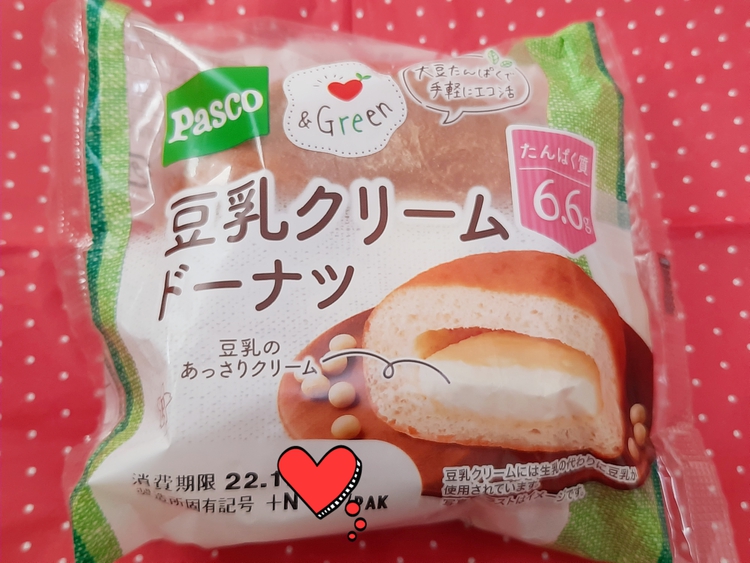 Pasco
& Green
大豆たんぱくで
手軽にエコ活
たんぱく質
6.6g
豆乳クリーム
ドーナツ
豆乳の
あっさりクリーム
消費期限 22.1
製造所固有記号 +N PAK
豆乳クリームには生乳の代わりに豆乳が
使用されています